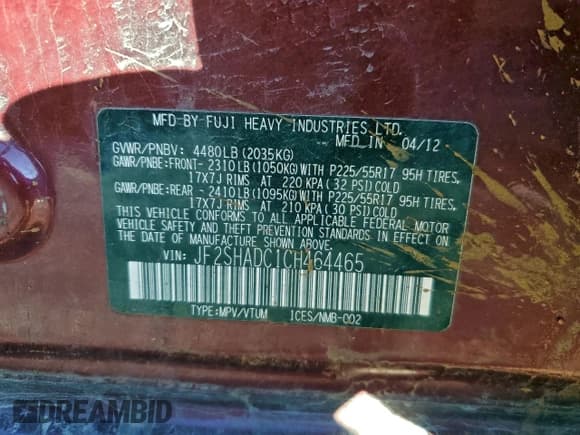 MFD BY FUJI HEAVY INDUSTRIES LTD.
-- MFD IN 04/12
GVWR/PNBV: 4480LB(2035KG)
GAWR/PNBE:FRONT- 2310LB(1050KG)WITH P225/55R17 95H TIRES,
17X7J RIMS AT 220 KPA(32 PSI)COLD
GAWR/PNBE:REAR - 2410LB(1095KG)WITH P225/55R17 95H TIRES,
17X7J RIMS AT 210 KPA(30 PSI)COLD
THIS VEHICLE CONFORMS TO ALL APPLICABLE FEDERAL MOTOR
VEHICLE SAFETY AND THEFT PREVENTION STANDARDS IN EFFECT ON
THE DATE OF MANUFACTURE SHOWN ABOVE.
VIN: JF2SHADC1CH464465
TYPE:MPV/VTUM ICES/NMB-002
DREAMBID